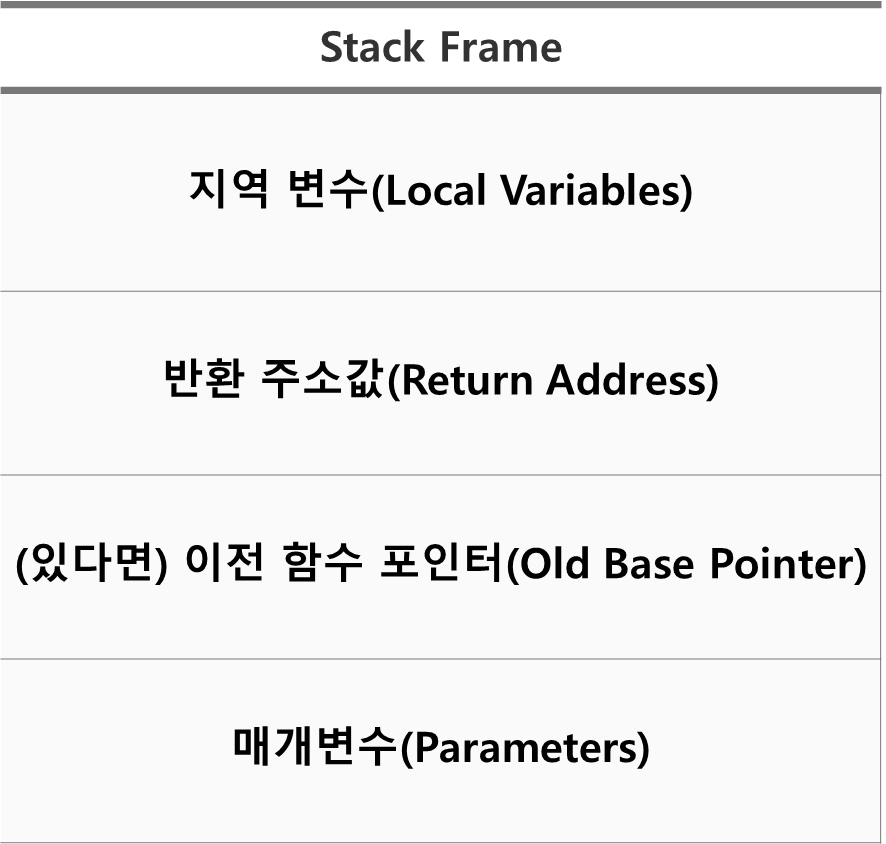 Stack Frame
지역 변수(Local Variables)
반환 주소값(Return Address)
(있다면) 이전 함수 포인터(Old Base Pointer)
매개변수(Parameters)